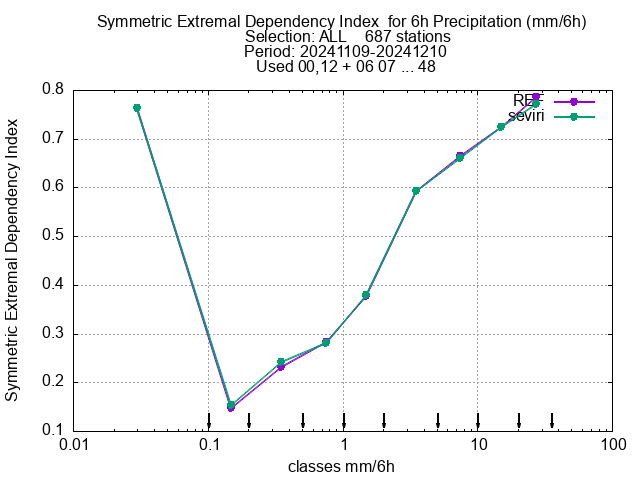 Symmetric Extremal Dependency Index  for 6h Precipitation (mm/6h)
Selection: ALL    687 stations
Period: 20241109-20241210
Used 00,12 + 06 07 ... 48
REF
seviri
0.8
0.7
0.6
0.5
0.4
0.3
0.2
0.1
Symmetric Extremal Dependency Index
0.01 0.1 1 10 100
classes mm/6h